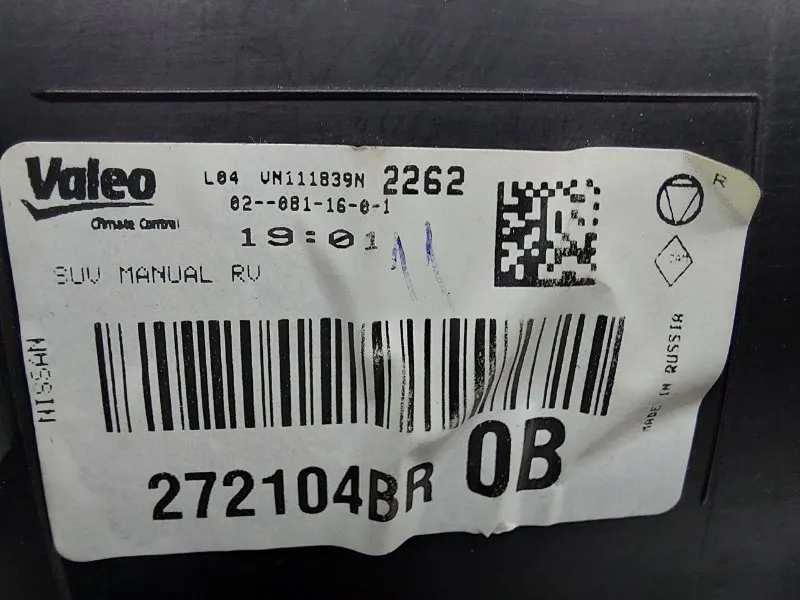 Valeo
Climate Control
L04 VN111839N 2262
02--081-16-0-1
19:01
SUV MANUAL RV
R
NISSAN
MADE IN RUSSIA
272104BR 0B